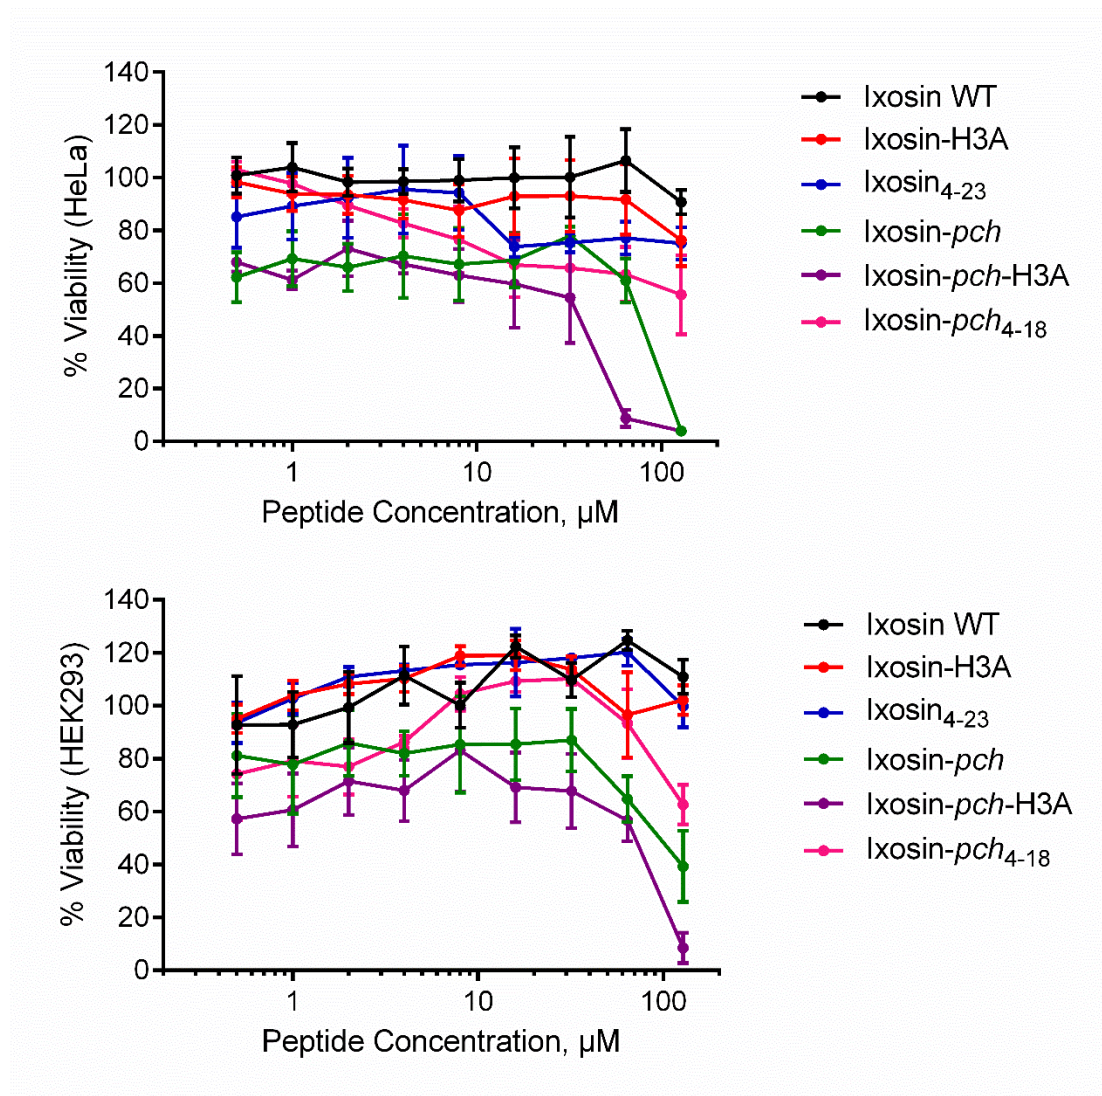 % Viability (HeLa)
140
120
100
80
60
40
20
0
1
10
100
Peptide Concentration, µM
Ixosin WT
Ixosin-H3A
Ixosin4-23
Ixosin-pch
Ixosin-pch-H3A
Ixosin-pch4-18
% Viability (HEK293)
140
120
100
80
60
40
20
0
1
10
100
Peptide Concentration, µM
Ixosin WT
Ixosin-H3A
Ixosin4-23
Ixosin-pch
Ixosin-pch-H3A
Ixosin-pch4-18